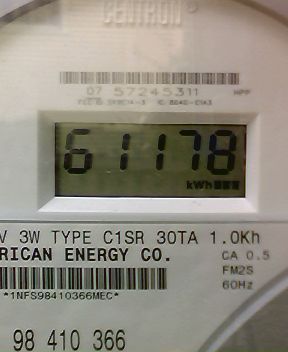 CENTRON®
07 57245311 HPP
61178
kWh
V 3W TYPE C1SR 30TA 1.0Kh
RICAN ENERGY CO. CA 0.5
FM2S
60Hz
*1NFS98410366MEC*
98 410 366